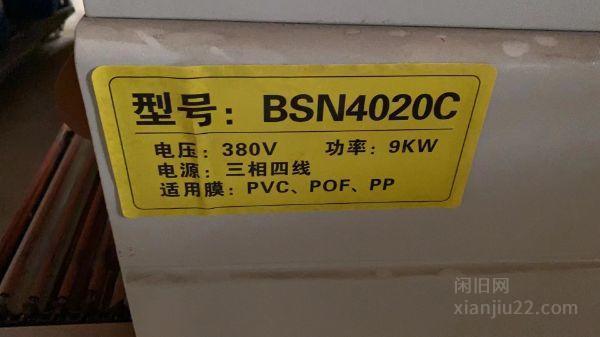 型号：BSN4020C
电压：380V 功率：9KW
电源：三相四线
适用膜：PVC、POF、PP
闲旧网
xianjiu22.com